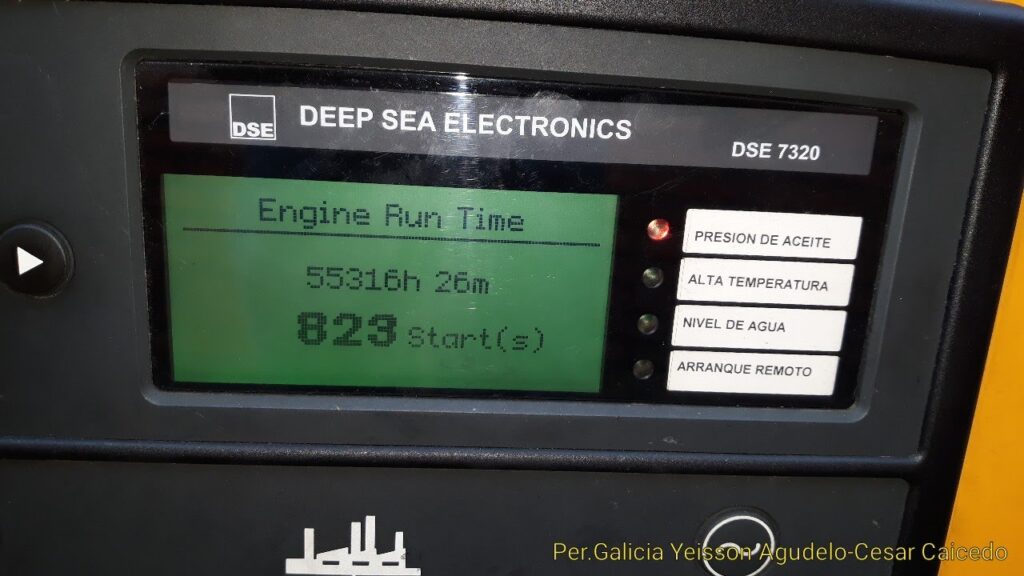 DSE
DEEP SEA ELECTRONICS
DSE 7320
Engine Run Time
55316h 26m
823 Start(s)
PRESION DE ACEITE
ALTA TEMPERATURA
NIVEL DE AGUA
ARRANQUE REMOTO
Per.Galicia Yeisson Agudelo-Cesar Caicedo